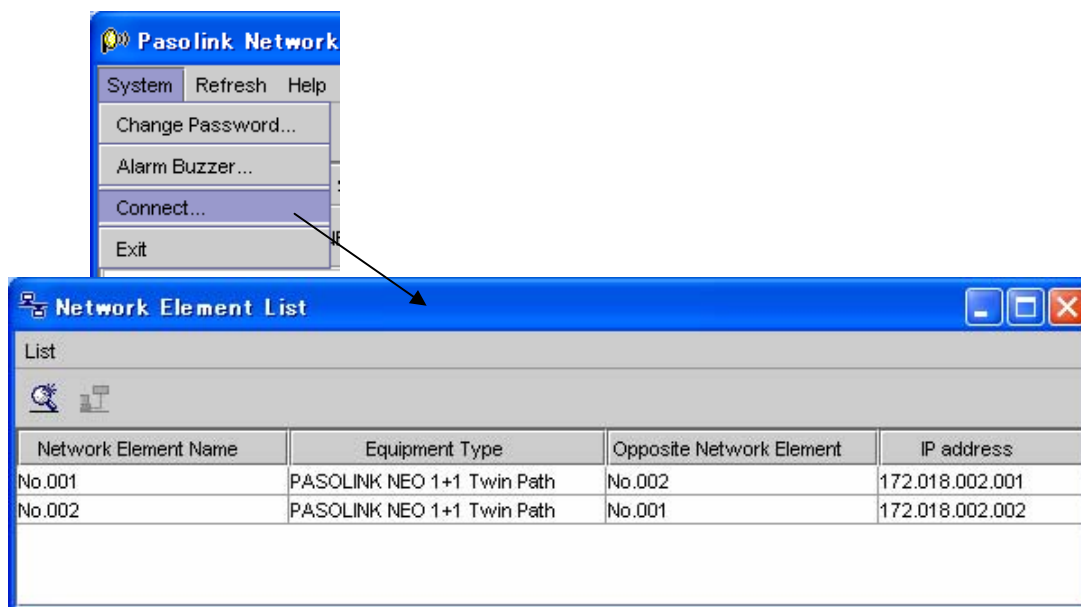 Pasolink Network
System Refresh Help
Change Password...
Alarm Buzzer...
Connect...
Exit
Network Element List
List
Network Element Name Equipment Type Opposite Network Element IP address
No.001 PASOLINK NEO 1+1 Twin Path No.002 172.018.002.001
No.002 PASOLINK NEO 1+1 Twin Path No.001 172.018.002.002